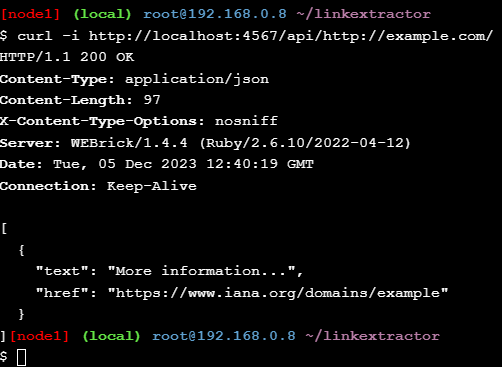 [node1] (local) root@192.168.0.8 ~/linkextractor
$ curl -i http://localhost:4567/api/http://example.com/
HTTP/1.1 200 OK
Content-Type: application/json
Content-Length: 97
X-Content-Type-Options: nosniff
Server: WEBrick/1.4.4 (Ruby/2.6.10/2022-04-12)
Date: Tue, 05 Dec 2023 12:40:19 GMT
Connection: Keep-Alive

[
  {
    "text": "More information...",
    "href": "https://www.iana.org/domains/example"
  }
][node1] (local) root@192.168.0.8 ~/linkextractor
$